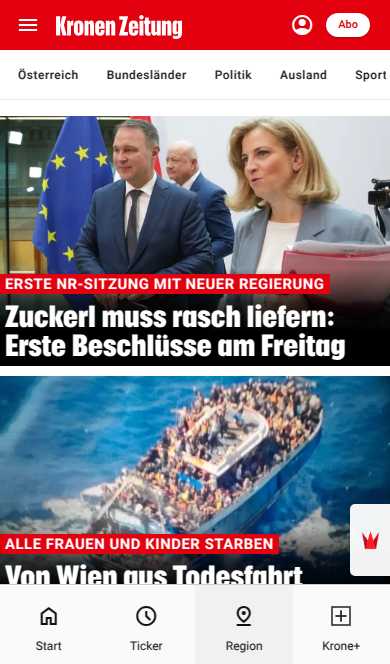 Kronen Zeitung
Abo
Österreich Bundesländer Politik Ausland Sport
ERSTE NR-SITZUNG MIT NEUER REGIERUNG
Zuckerl muss rasch liefern:
Erste Beschlüsse am Freitag
ALLE FRAUEN UND KINDER STARBEN
Von Wien aus Todesfahrt
Start Ticker Region Krone+